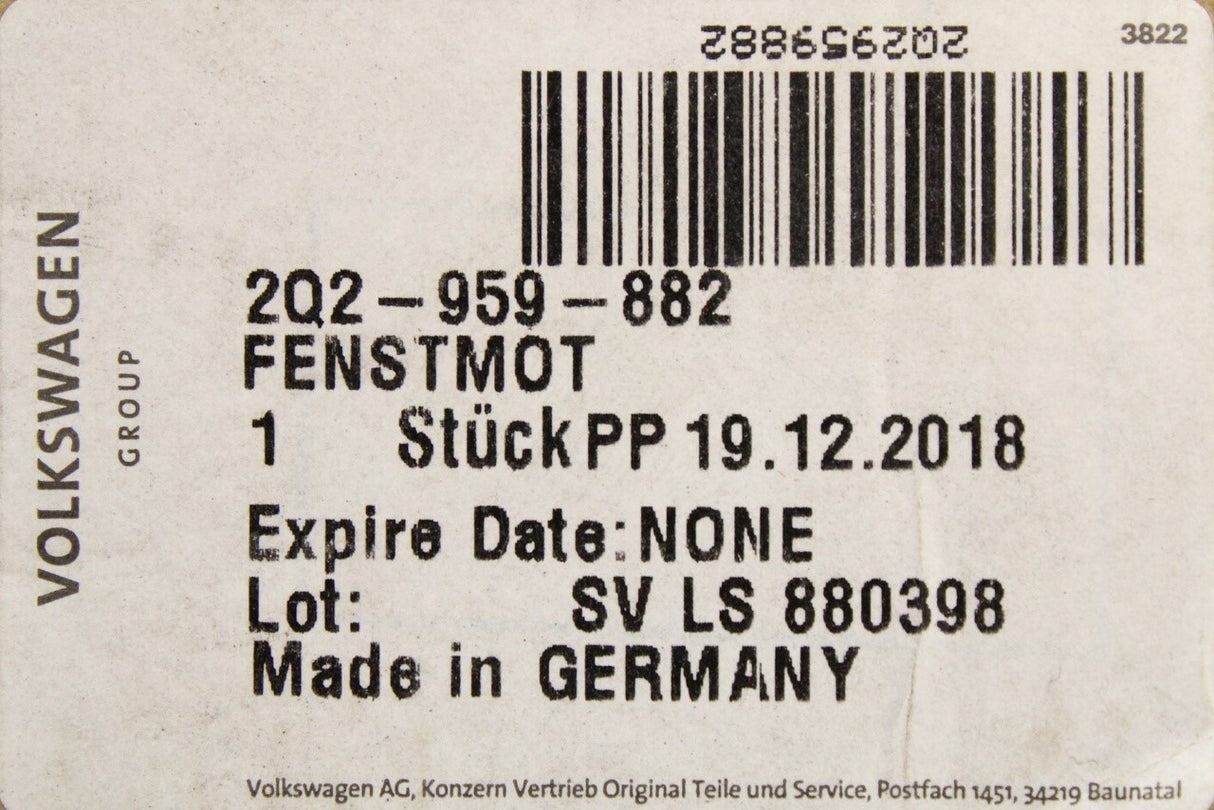 2Q2959882
3822
2Q2-959-882
FENSTMOT
1 Stück PP 19.12.2018
Expire Date:NONE
Lot: SV LS 880398
Made in GERMANY
VOLKSWAGEN
GROUP
Volkswagen AG, Konzern Vertrieb Original Teile und Service, Postfach 1451, 34219 Baunatal